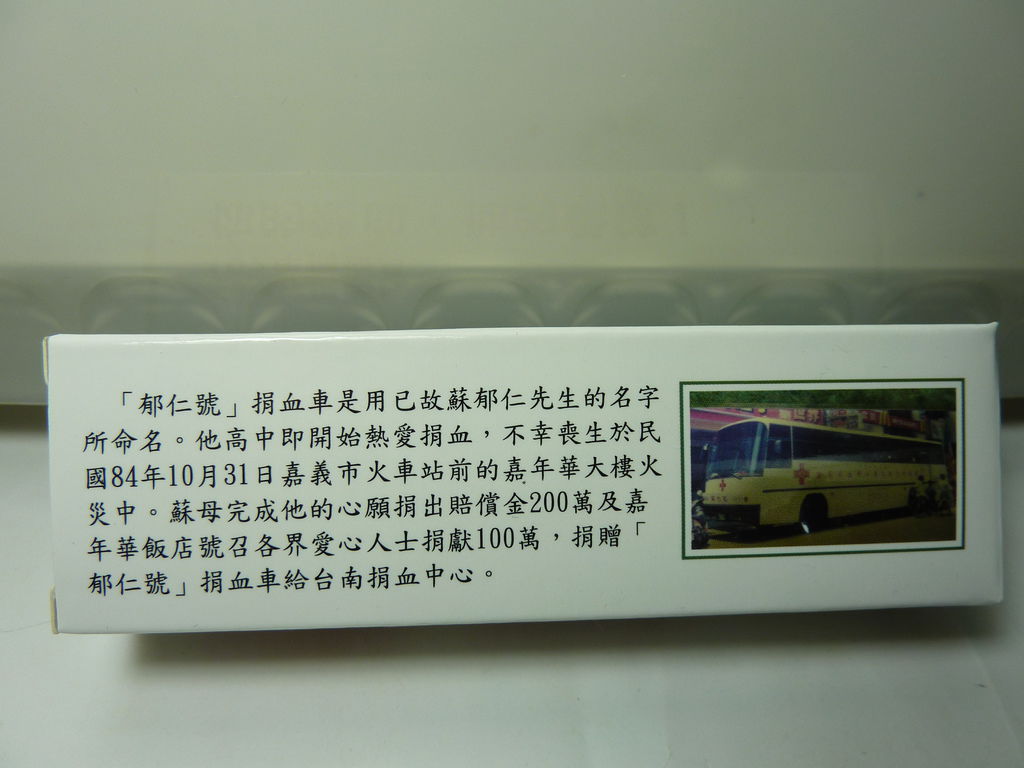 「郁仁號」捐血車是用已故蘇郁仁先生的名字
所命名。他高中即開始熱愛捐血，不幸喪生於民
國84年10月31日嘉義市火車站前的嘉年華大樓火
災中。蘇母完成他的心願捐出賠償金200萬及嘉
年華飯店號召各界愛心人士捐獻100萬，捐贈「
郁仁號」捐血車給台南捐血中心。